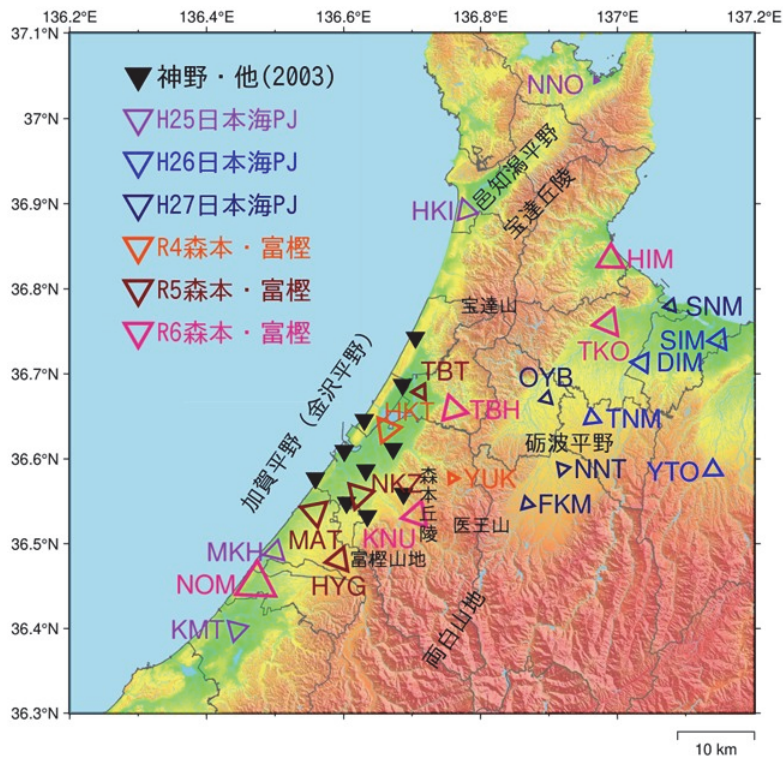 136.2°E 136.4° 136.6° 136.8° 137° 137.2°E
37.1°N
37°
36.9°
36.8°
36.7°
36.6°
36.5°
36.4°
36.3°N
神野・他(2003)
H25日本海PJ
H26日本海PJ
H27日本海PJ
R4森本・富樫
R5森本・富樫
R6森本・富樫
NNO
邑知潟平野
HKI
宝達丘陵
HIM
宝達山
SNM
TKO
SIM
DIM
加賀平野(金沢平野)
TBT
OYB
HKT
TBH
TNM
砺波平野
NKZ
森本丘陵
YUK
NNT
YTO
MAT
KNU
医王山
FKM
MKH
富樫山地
NOM
HYG
KMT
両白山地
10 km